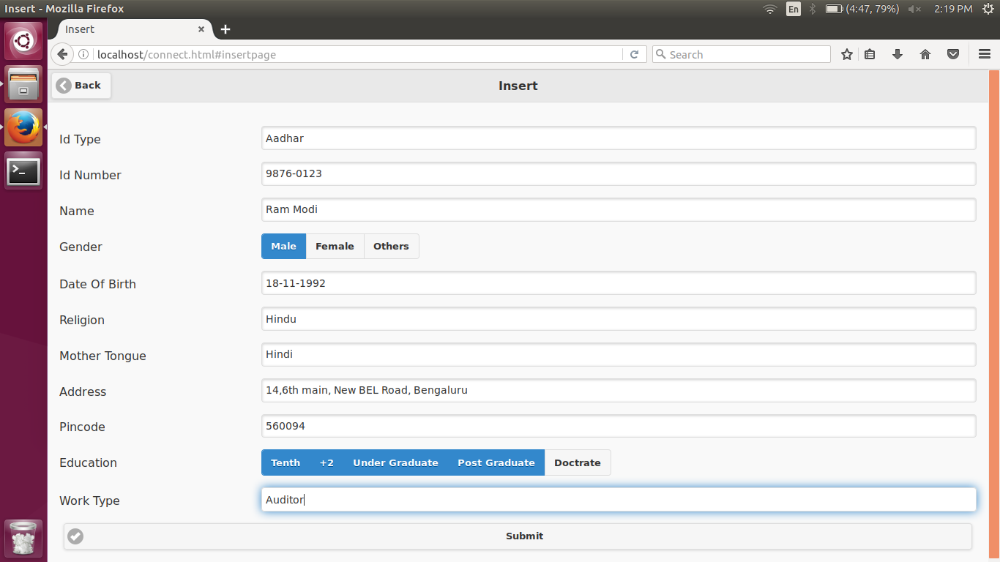 Insert - Mozilla Firefox
En
(4:47, 79%)
2:19 PM
Insert
localhost/connect.html#insertpage
Search
Back
Insert
Id Type
Aadhar
Id Number
9876-0123
Name
Ram Modi
Gender
Male Female Others
Date Of Birth
18-11-1992
Religion
Hindu
Mother Tongue
Hindi
Address
14,6th main, New BEL Road, Bengaluru
Pincode
560094
Education
Tenth +2 Under Graduate Post Graduate Doctrate
Work Type
Auditor
Submit